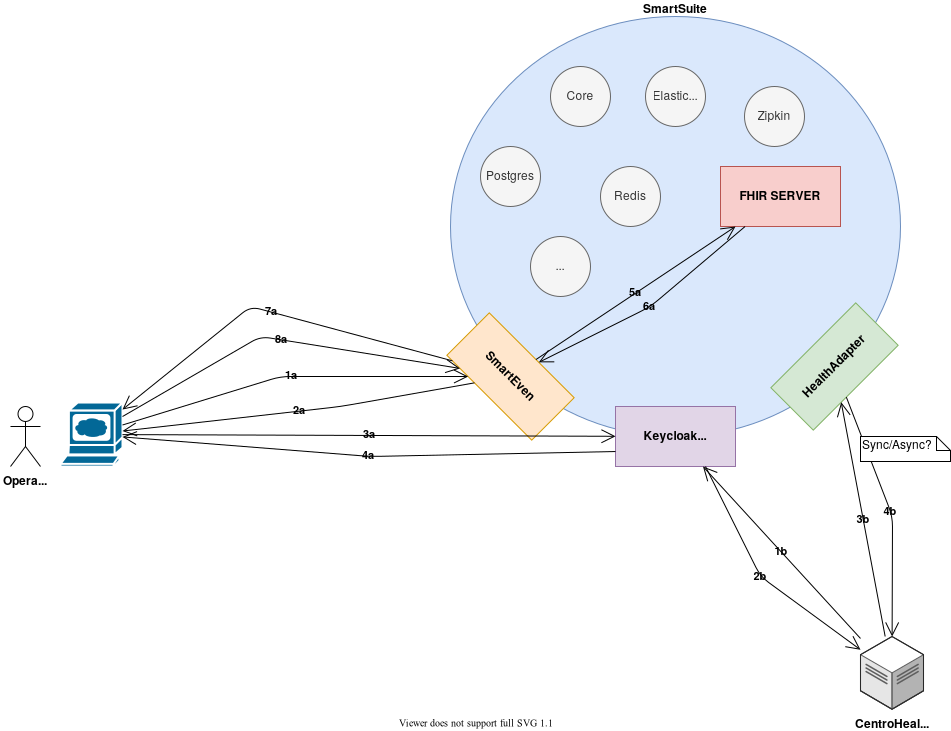 SmartSuite
Core
Elastic...
Zipkin
Postgres
Redis
FHIR SERVER
...
5a
6a
7a
8a
1a
2a
3a
4a
SmartEven
HealthAdapter
Keycloak...
Sync/Async?
Opera...
3b
4b
1b
2b
CentroHeal...
Viewer does not support full SVG 1.1